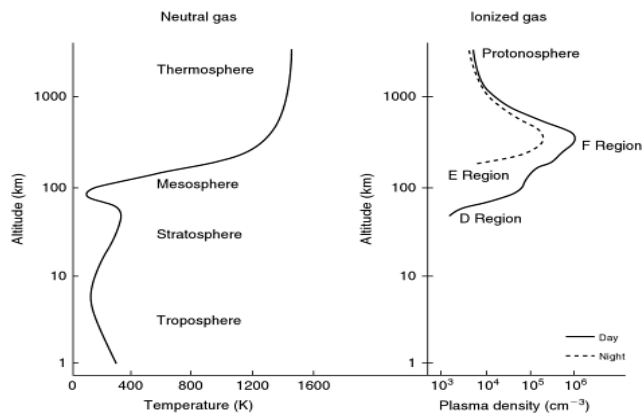 Neutral gas
Ionized gas
Thermosphere
Mesosphere
Stratosphere
Troposphere
1000
100
10
1
Altitude (km)
0
400
800
1200
1600
Temperature (K)
Protonosphere
F Region
E Region
D Region
1000
100
10
1
Altitude (km)
Day
Night
10³
10⁴
10⁵
10⁶
Plasma density (cm⁻³)